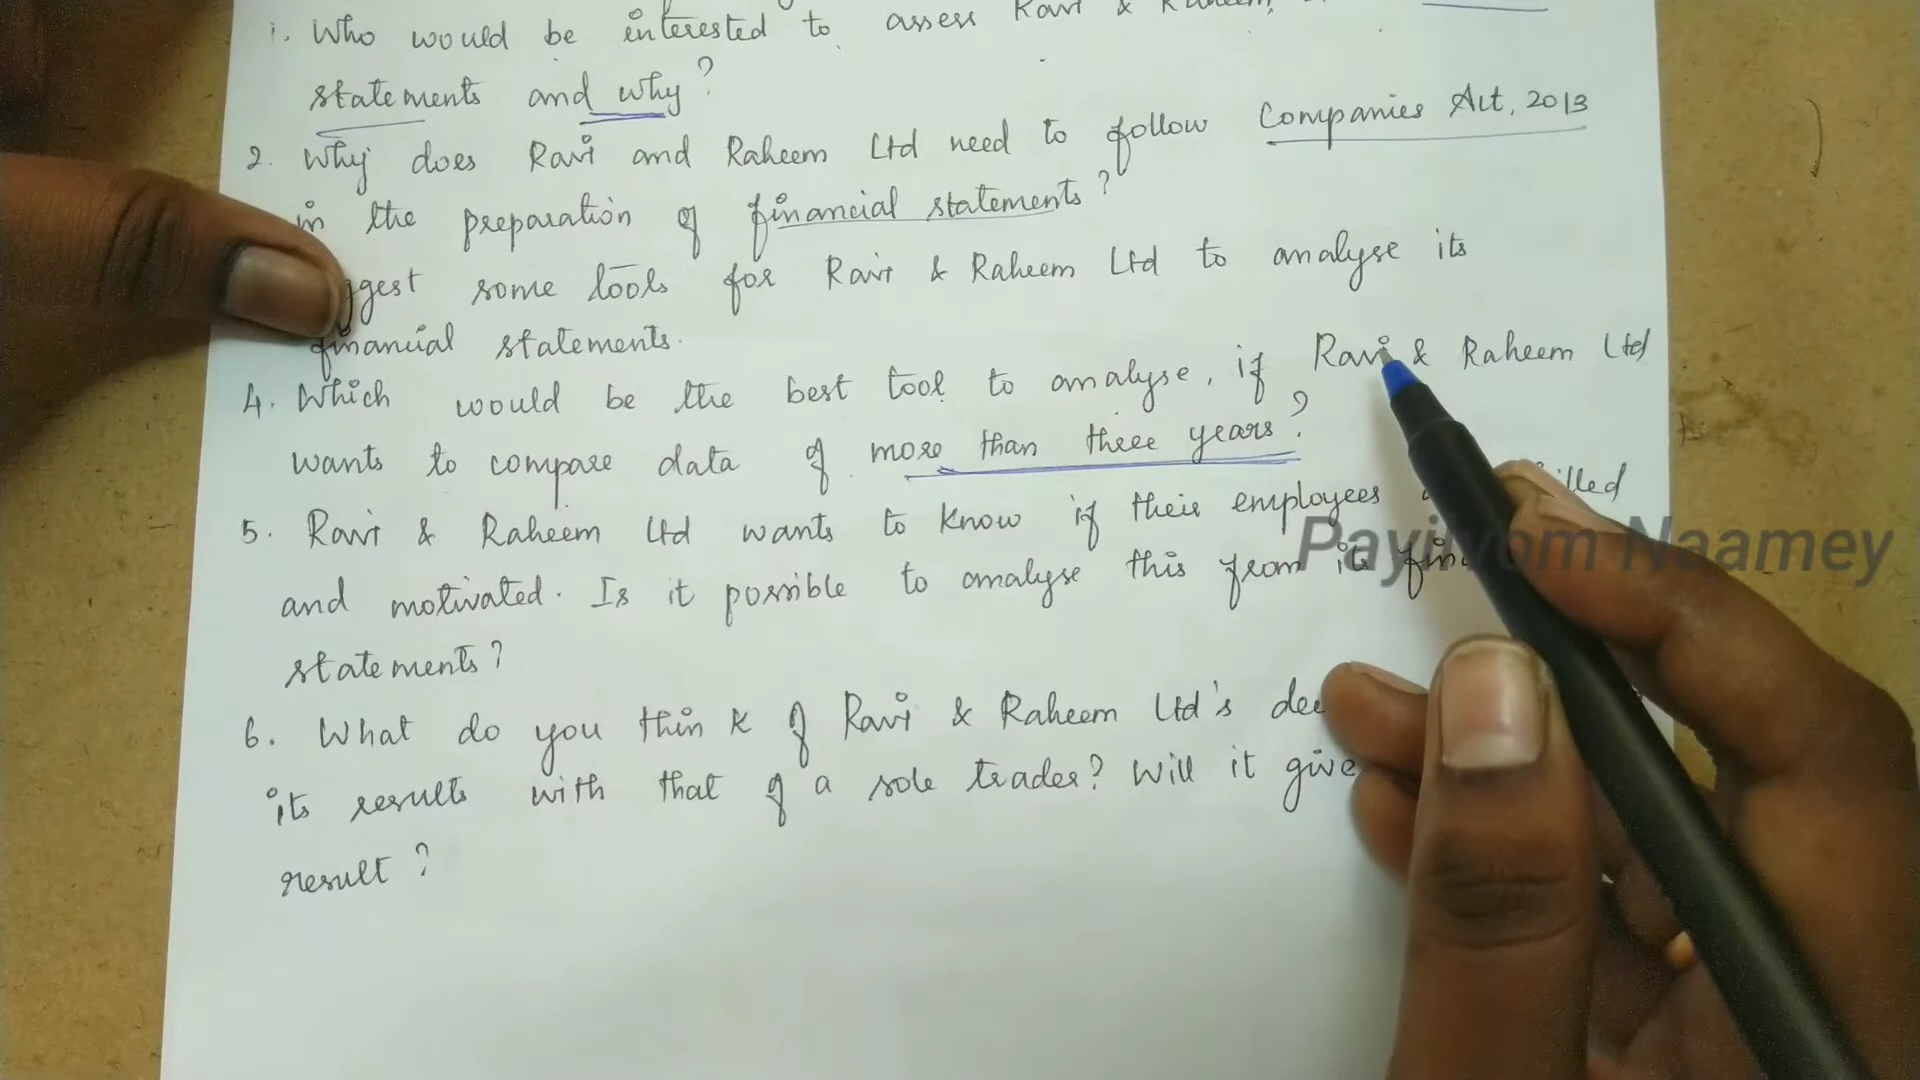 1. Who would be interested to assess Ravi & Raheem
statements and why?
2. Why does Ravi and Raheem Ltd need to follow Companies Act, 2013
in the preparation of financial statements?
ggest some tools for Ravi & Raheem Ltd to analyse its
financial statements.
4. Which would be the best tool to analyse, if Ravi & Raheem Ltd
wants to compare data of more than three years?
5. Ravi & Raheem Ltd wants to know if their employees
and motivated. Is it possible to analyse this from its
statements?
6. What do you think of Ravi & Raheem Ltd's
its results with that of a sole trader? Will it give
result?
Payilvom Naamey